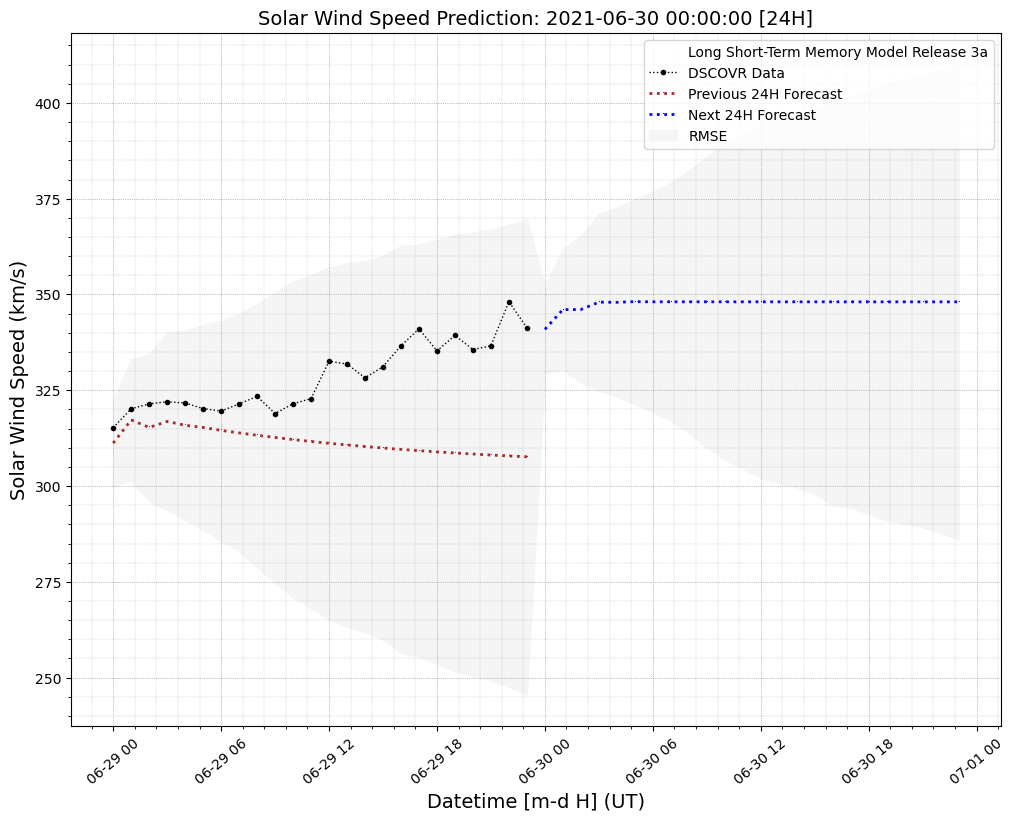 Solar Wind Speed Prediction: 2021-06-30 00:00:00 [24H]
Long Short-Term Memory Model Release 3a
DSCOVR Data
Previous 24H Forecast
Next 24H Forecast
RMSE
Solar Wind Speed (km/s)
400
375
350
325
300
275
250
06-29 00
06-29 06
06-29 12
06-29 18
06-30 00
06-30 06
06-30 12
06-30 18
07-01 00
Datetime [m-d H] (UT)